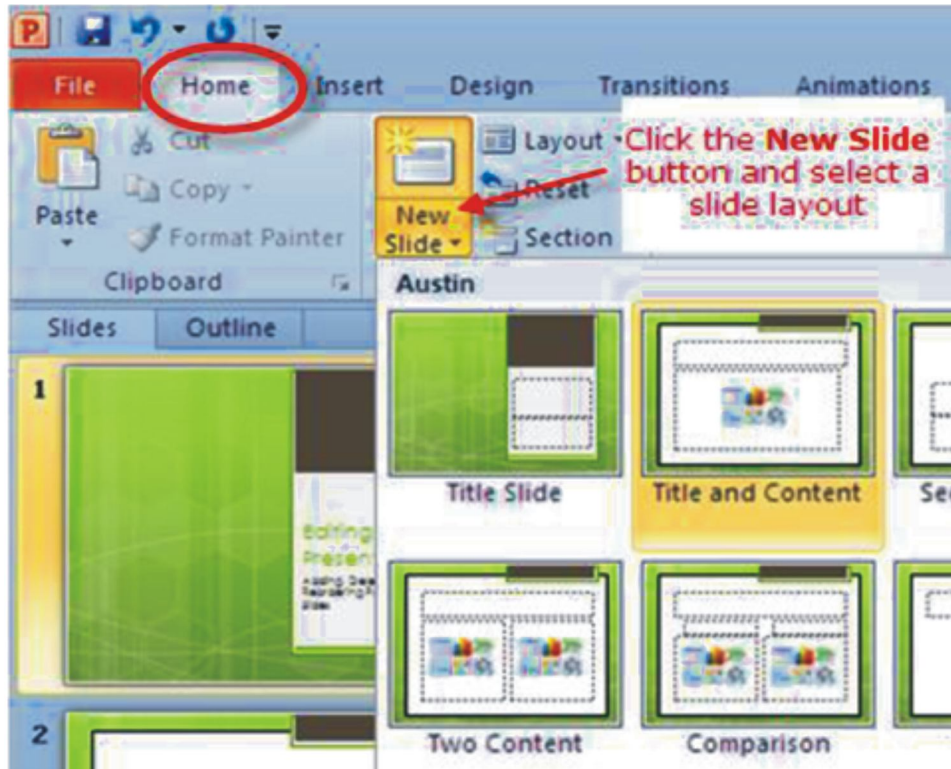 File Home Insert Design Transitions Animations
Cut
Copy
Format Painter
Paste
Clipboard
New
Slide
Layout
Reset
Section
Click the New Slide
button and select a
slide layout
Slides Outline
Austin
Title Slide
Title and Content
Two Content
Comparison
1
Editing
Presen
2